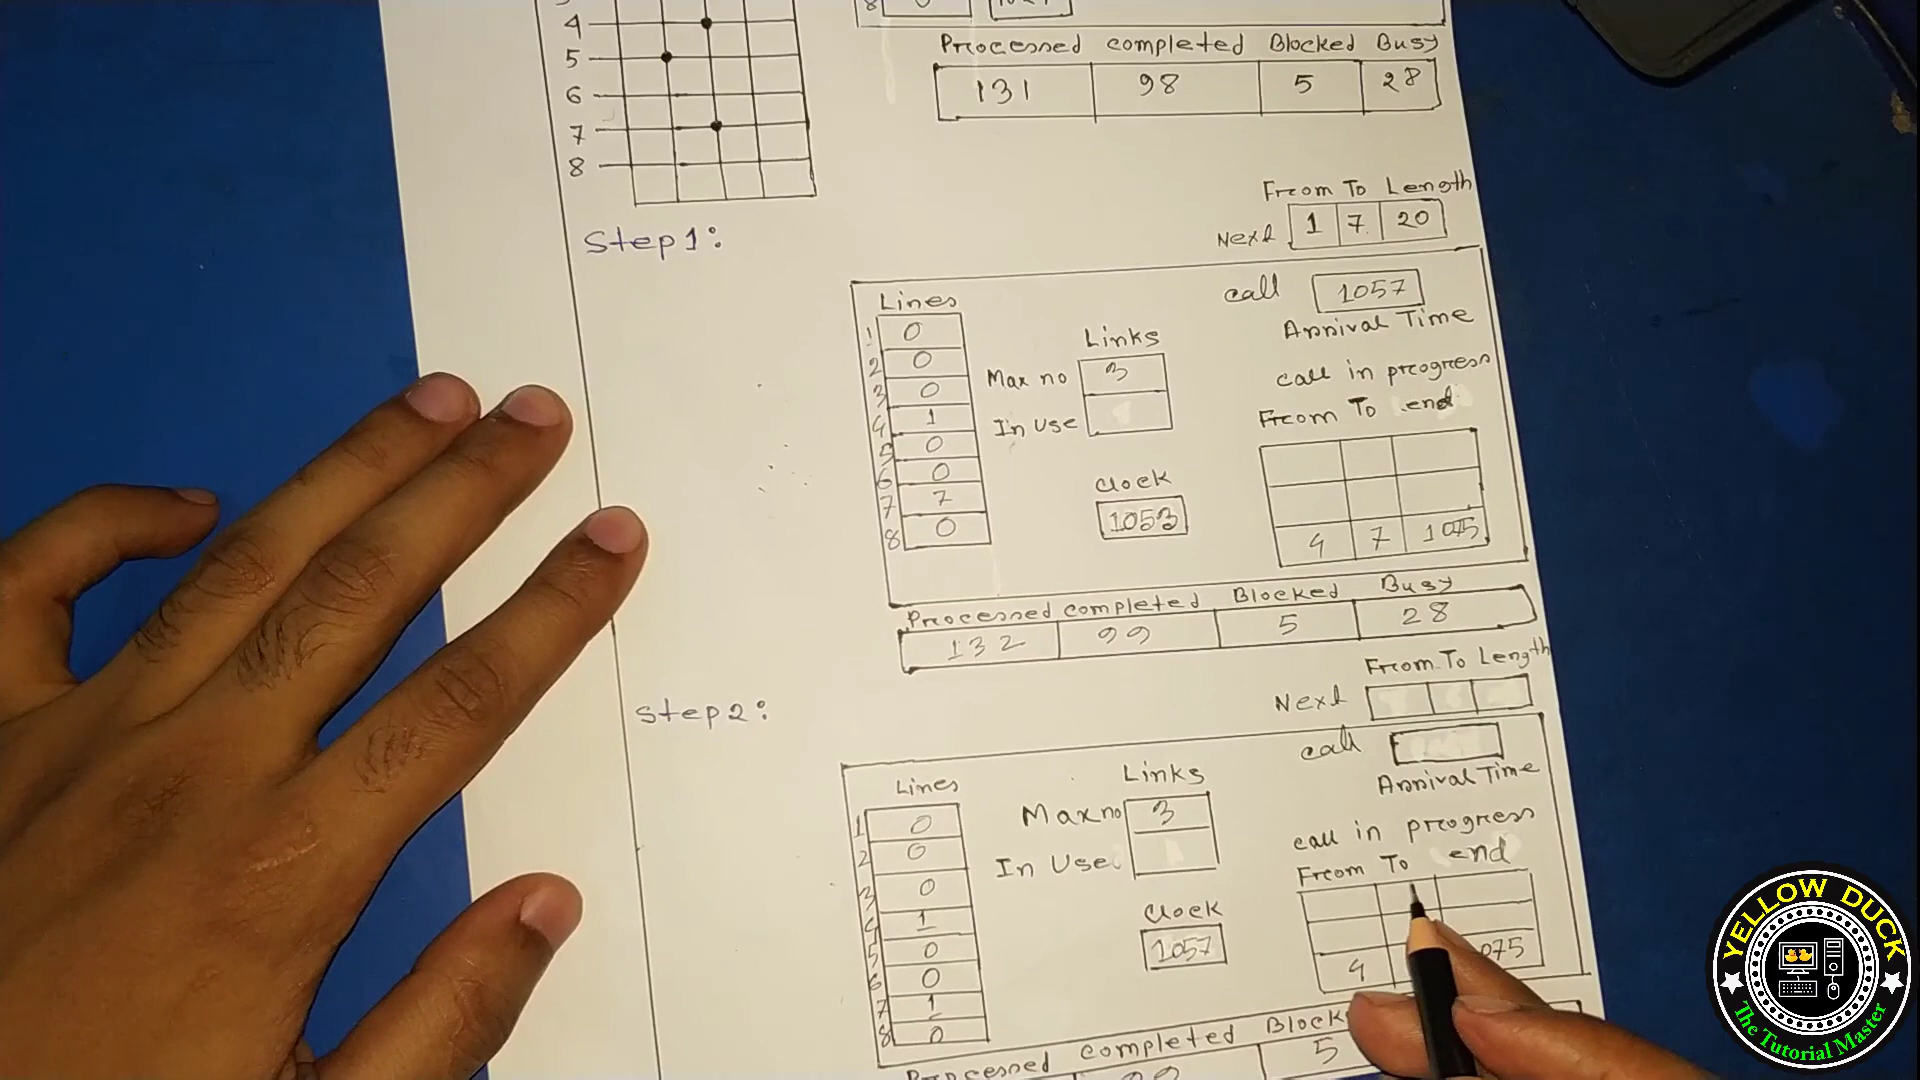 4
5
6
7
8
Processed completed Blocked Busy
131 98 5 28
From To Length
Next 1 7 20
Step 1:
call 1057
Arrival Time
Lines
1 0
2 0
3 0
4 1
5 0
6 0
7 7
8 0
Links
Max no 3
In Use
Clock
1053
call in progress
From To end
4 7 1075
Processed completed Blocked Busy
132 99 5 28
From To Length
Next
Step 2:
call
Arrival Time
Lines
1 0
2 0
3 0
4 1
5 0
6 0
7 1
8 0
Links
Max no 3
In Use
Clock
1057
call in progress
From To end
4 075
Processed completed Block
99 5
YELLOW DUCK
The Tutorial Master